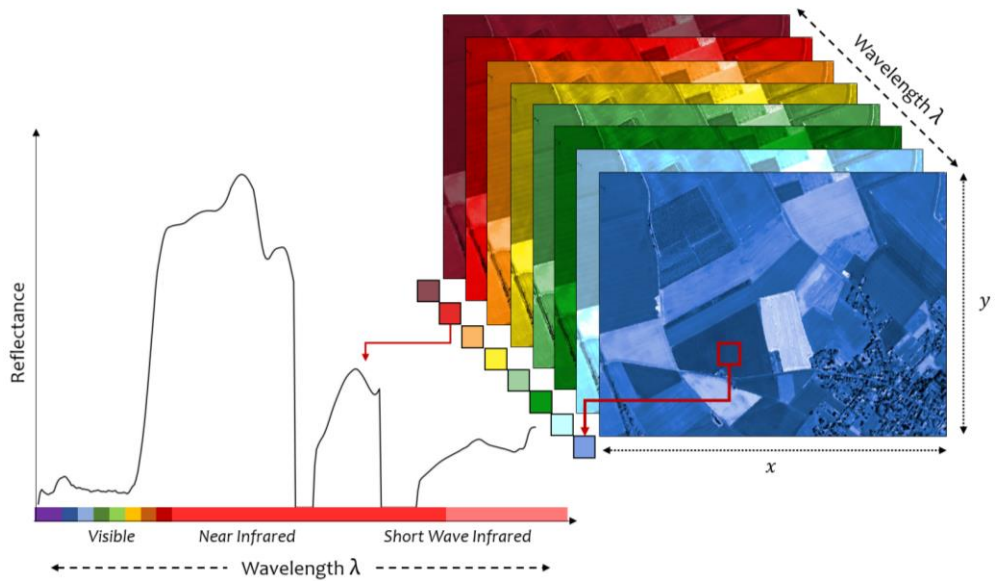 Wavelength λ
Reflectance
y
x
Visible
Near Infrared
Short Wave Infrared
Wavelength λ